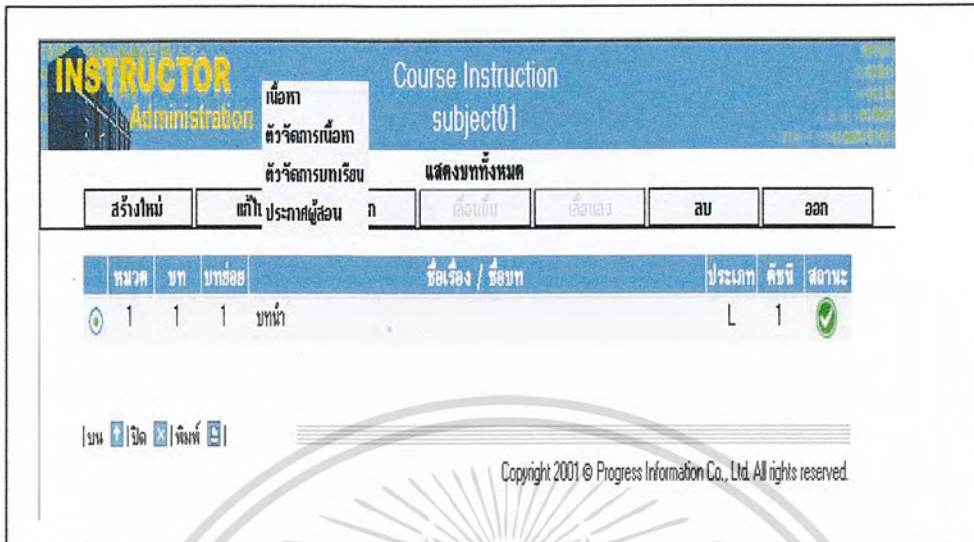 INSTRUCTOR
Administration
Course Instruction
subject01
เนื้อหา
ตัวจัดการเนื้อหา
ตัวจัดการบทเรียน
ประกาศผู้สอน
แสดงบททั้งหมด
สร้างใหม่ เลื่อนขึ้น เลื่อนลง ลบ ออก
หมวด บท บทย่อย ชื่อเรื่อง / ชื่อบท ประเภท ดัชนี สถานะ
1 1 1 บทนำ L 1
|บน |ปิด |พิมพ์ |
Copyright 2001 © Progress Information Co., Ltd. All rights reserved.